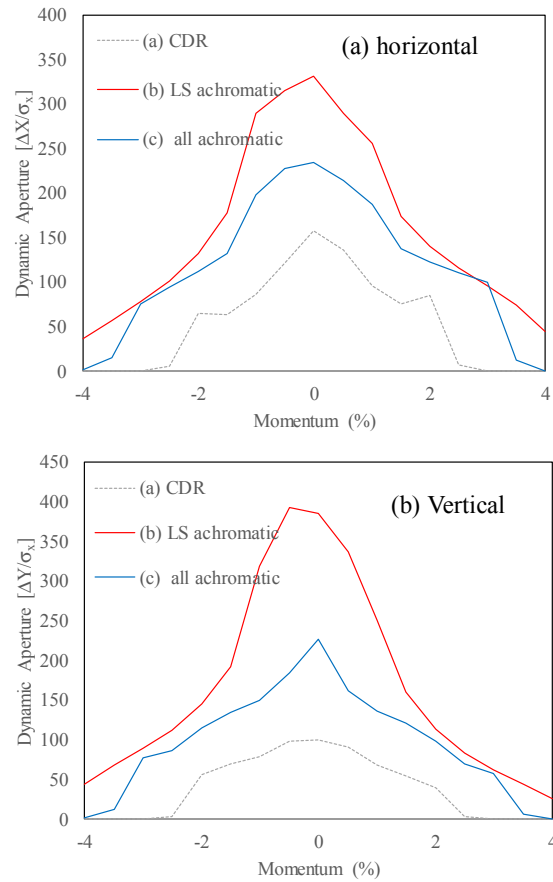 400
350
300
250
200
150
100
50
0
Dynamic Aperture [ΔX/σx]
(a) CDR
(b) LS achromatic
(c) all achromatic
(a) horizontal
-4 -2 0 2 4
Momentum (%)
450
400
350
300
250
200
150
100
50
0
Dynamic Aperture [ΔY/σx]
(a) CDR
(b) LS achromatic
(c) all achromatic
(b) Vertical
-4 -2 0 2 4
Momentum (%)